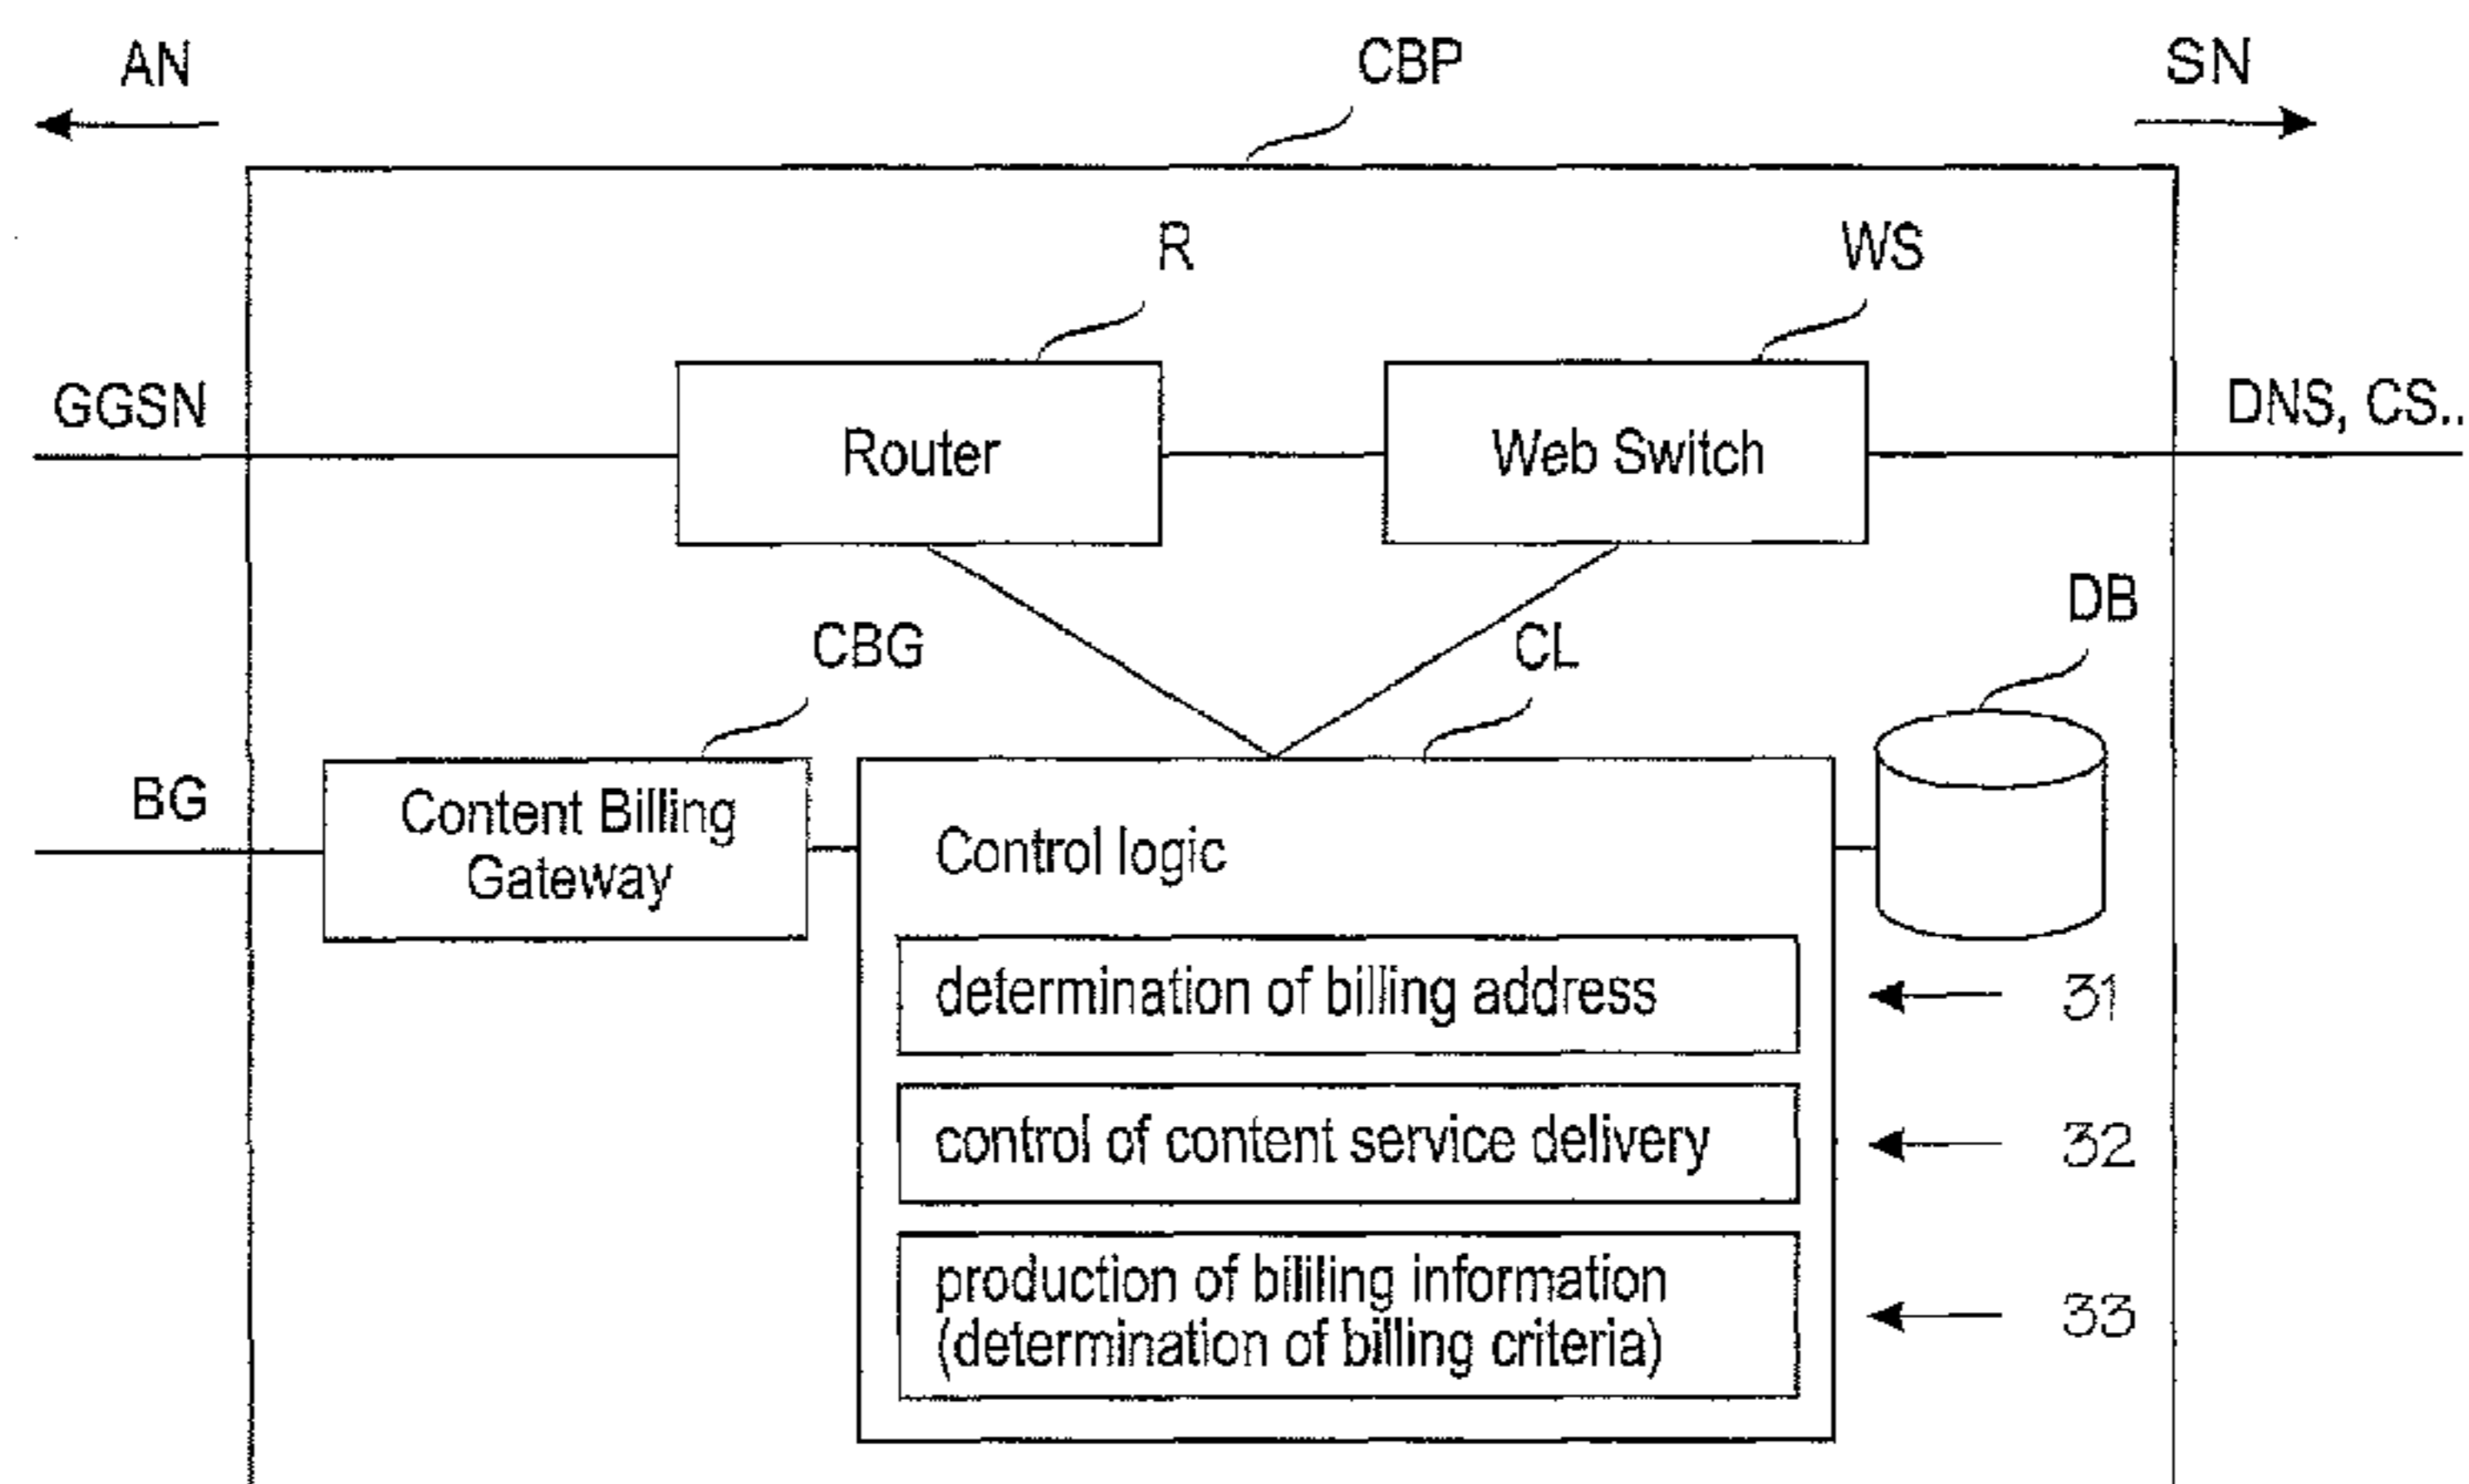 AN
CBP
SN
R
WS
GGSN
Router
Web Switch
DNS, CS..
DB
CBG
CL
BG
Content Billing
Gateway
Control logic
determination of billing address
31
control of content service delivery
32
production of bililing information
(determination of billing criteria)
33